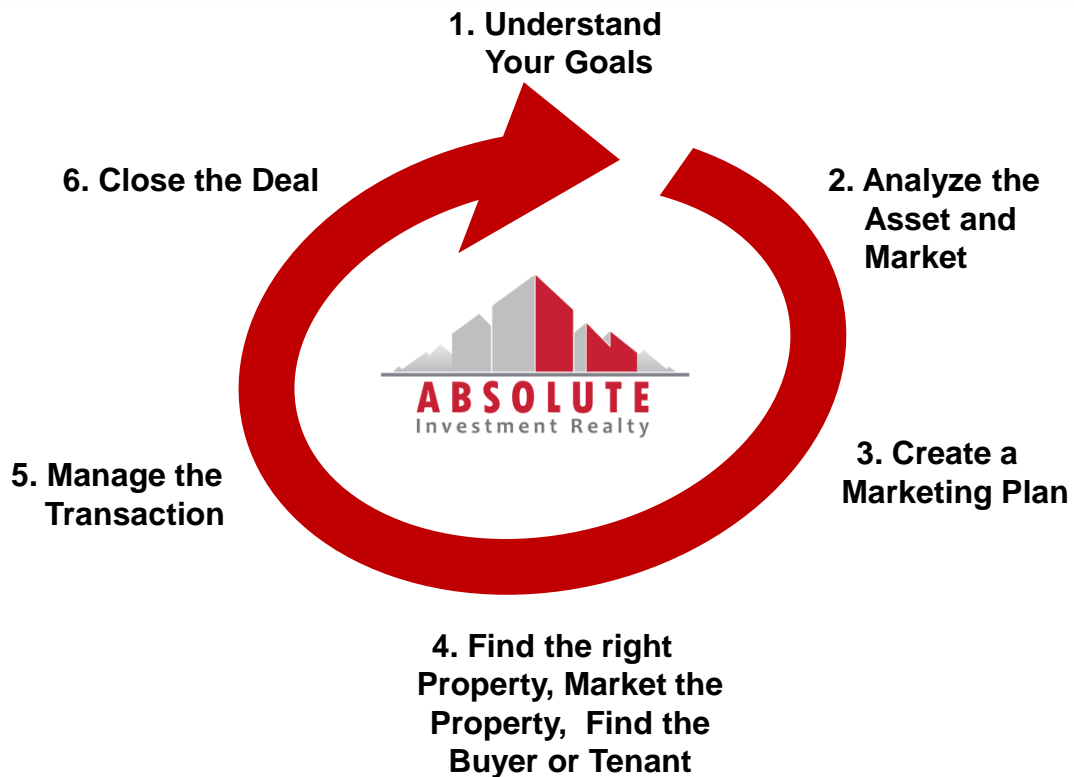 1. Understand
Your Goals
2. Analyze the
Asset and
Market
3. Create a
Marketing Plan
4. Find the right
Property, Market the
Property,  Find the
Buyer or Tenant
5. Manage the
Transaction
6. Close the Deal
ABSOLUTE
Investment Realty